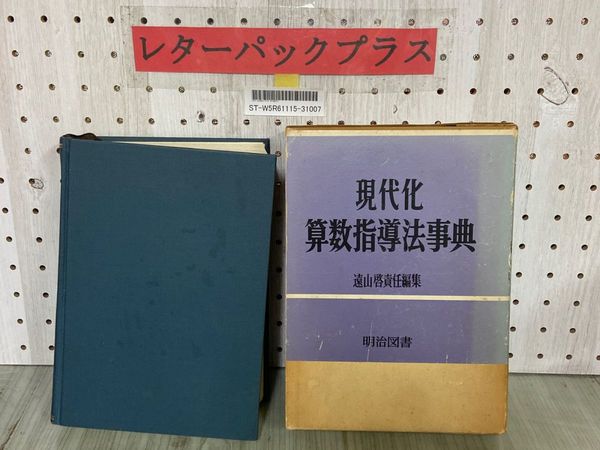 レターパックプラス
ST-W5R61115-31007
現代化
算数指導法事典
遠山啓責任編集
明治図書